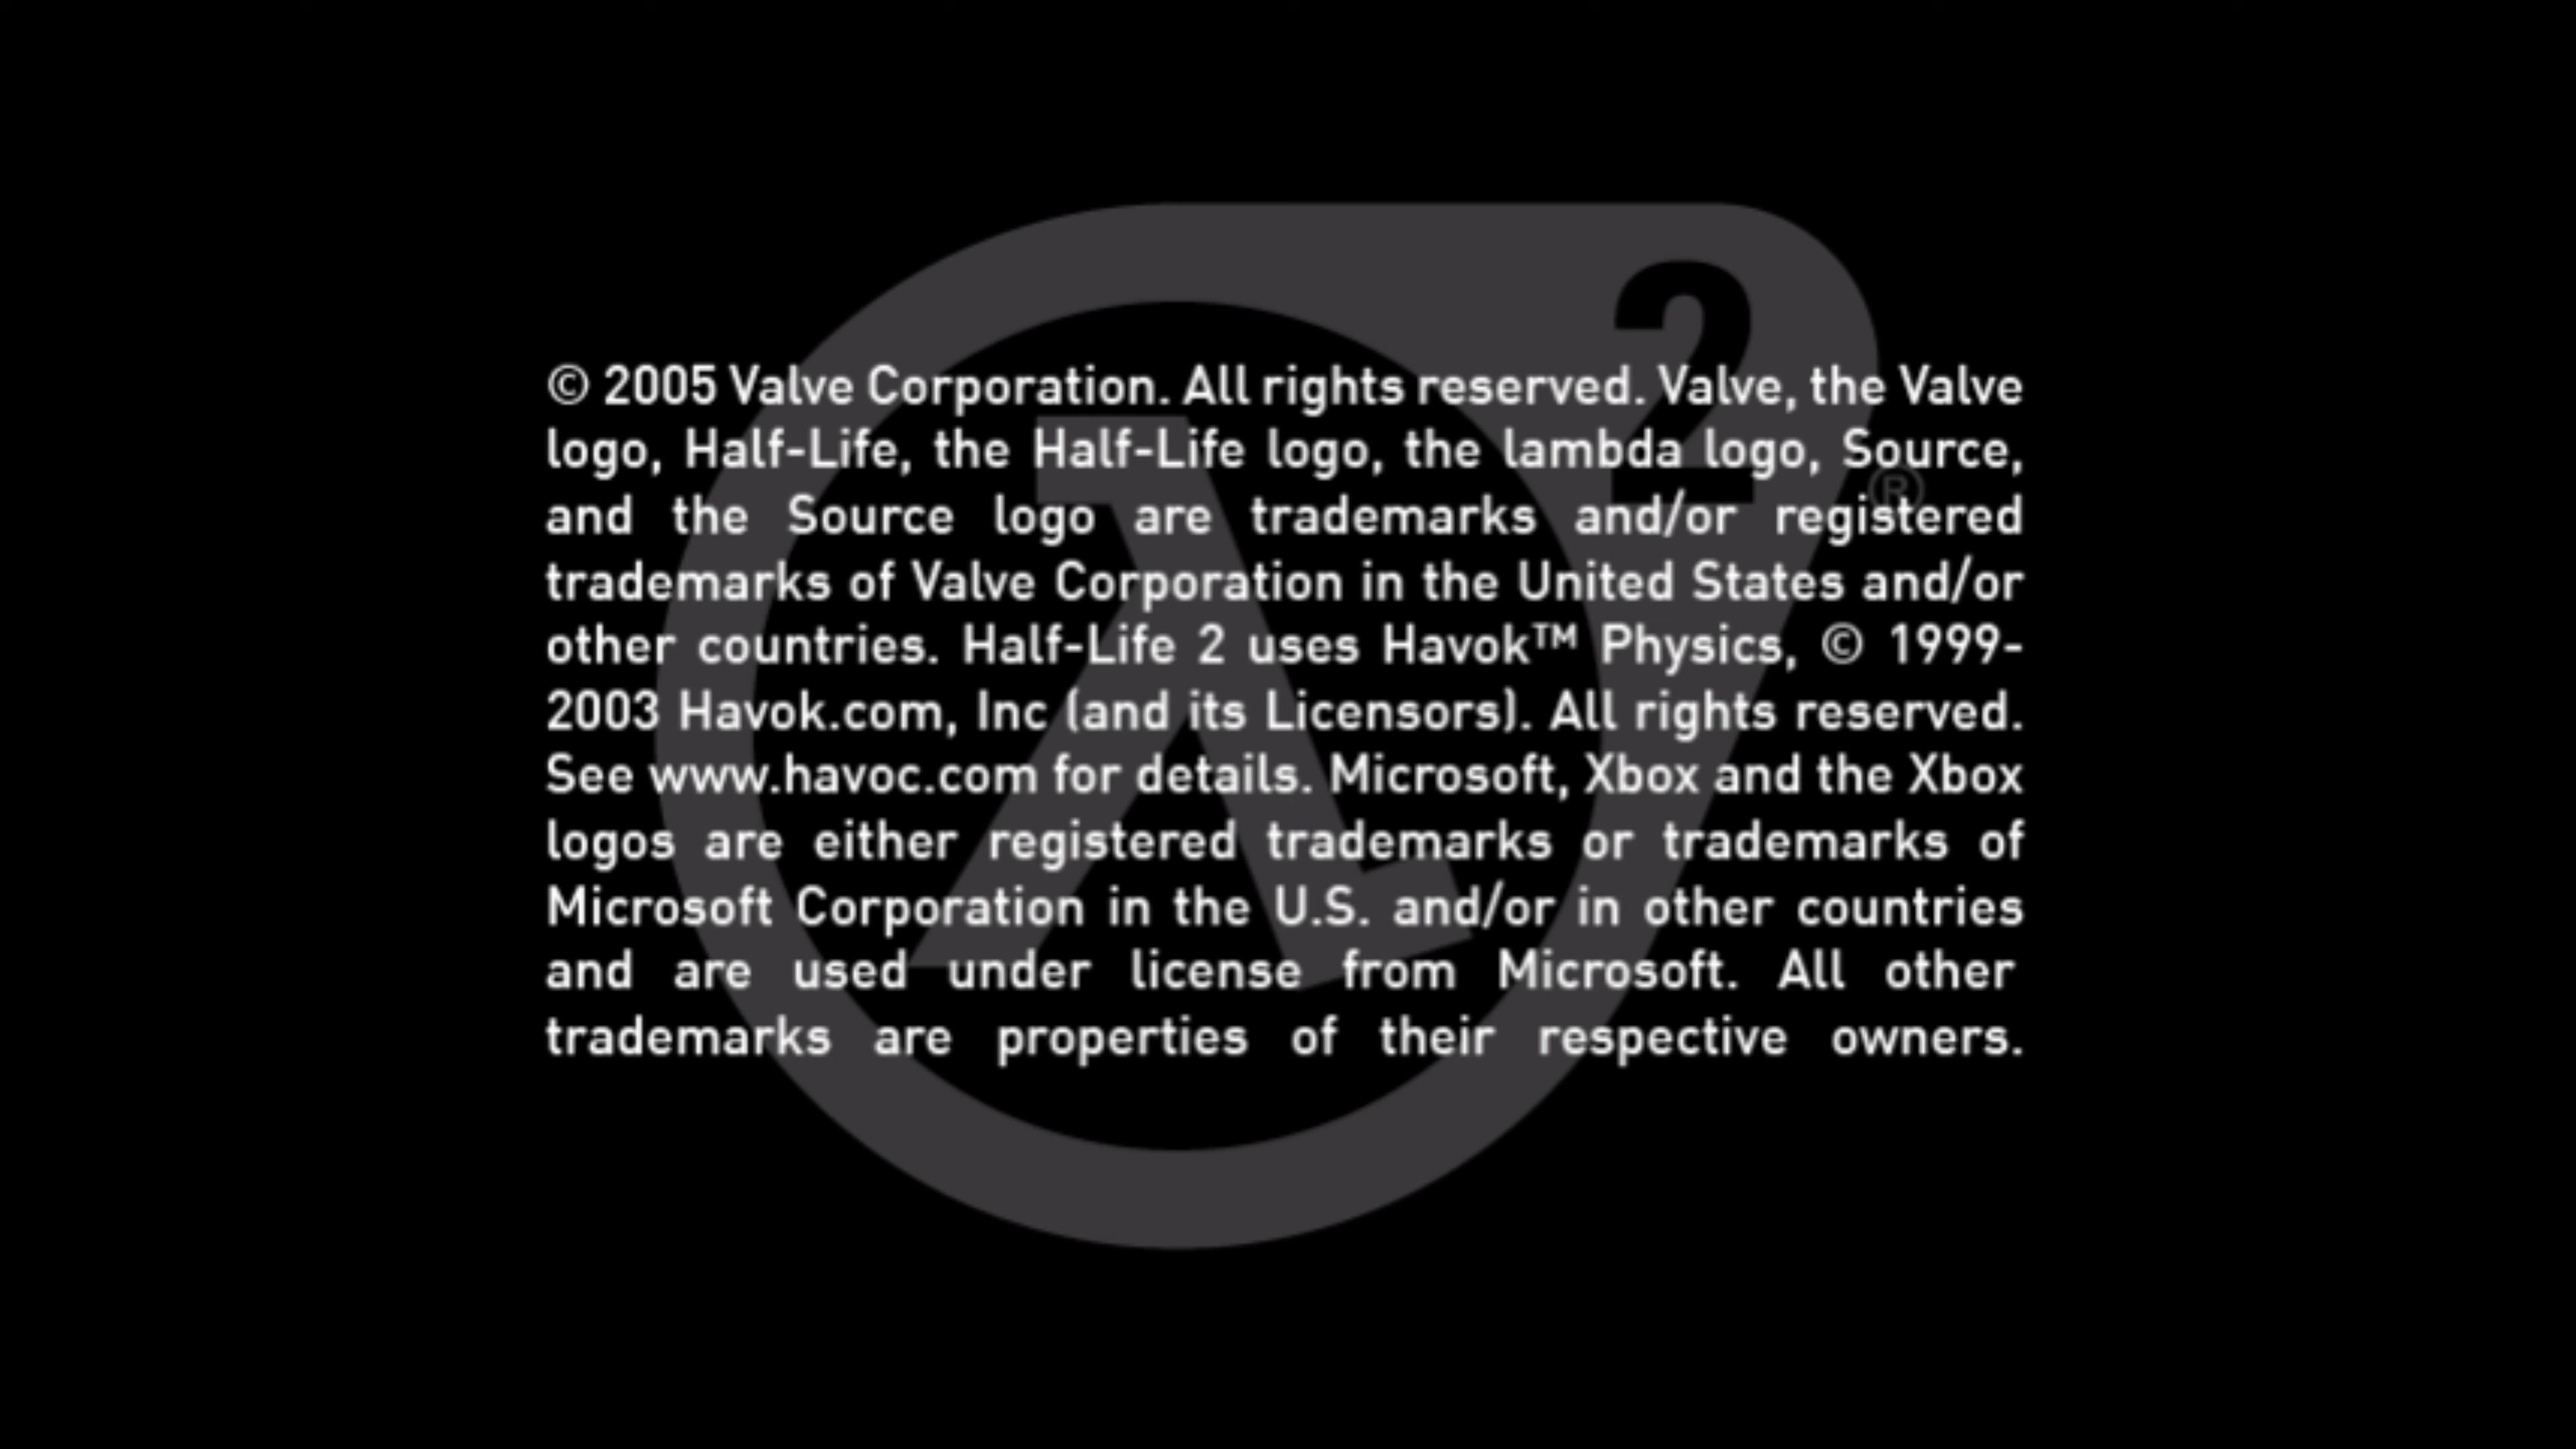 2
© 2005 Valve Corporation. All rights reserved. Valve, the Valve
logo, Half-Life, the Half-Life logo, the lambda logo, Source,
®
and the Source logo are trademarks and/or registered
trademarks of Valve Corporation in the United States and/or
other countries. Half-Life 2 uses Havok™ Physics, © 1999-
2003 Havok.com, Inc (and its Licensors). All rights reserved.
See www.havoc.com for details. Microsoft, Xbox and the Xbox
logos are either registered trademarks or trademarks of
Microsoft Corporation in the U.S. and/or in other countries
and are used under license from Microsoft. All other
trademarks are properties of their respective owners.